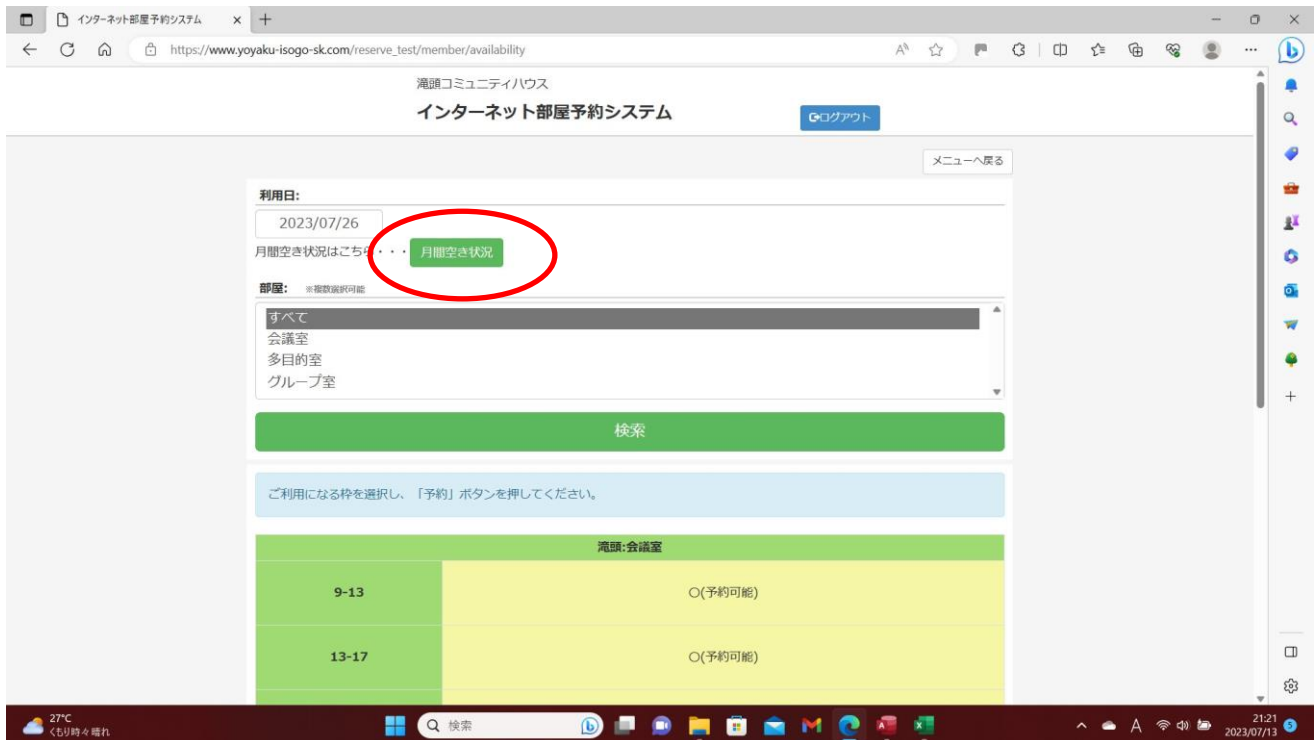 インターネット部屋予約システム
https://www.yoyaku-isogo-sk.com/reserve_test/member/availability
滝頭コミュニティハウス
インターネット部屋予約システム
ログアウト
メニューへ戻る
利用日:
2023/07/26
月間空き状況はこちら・・・ 月間空き状況
部屋: ※複数選択可能
すべて
会議室
多目的室
グループ室
検索
ご利用になる枠を選択し、「予約」ボタンを押してください。
滝頭:会議室
9-13 〇(予約可能)
13-17 〇(予約可能)
27°C
くもり時々晴れ
検索
A
21:21
2023/07/13
5